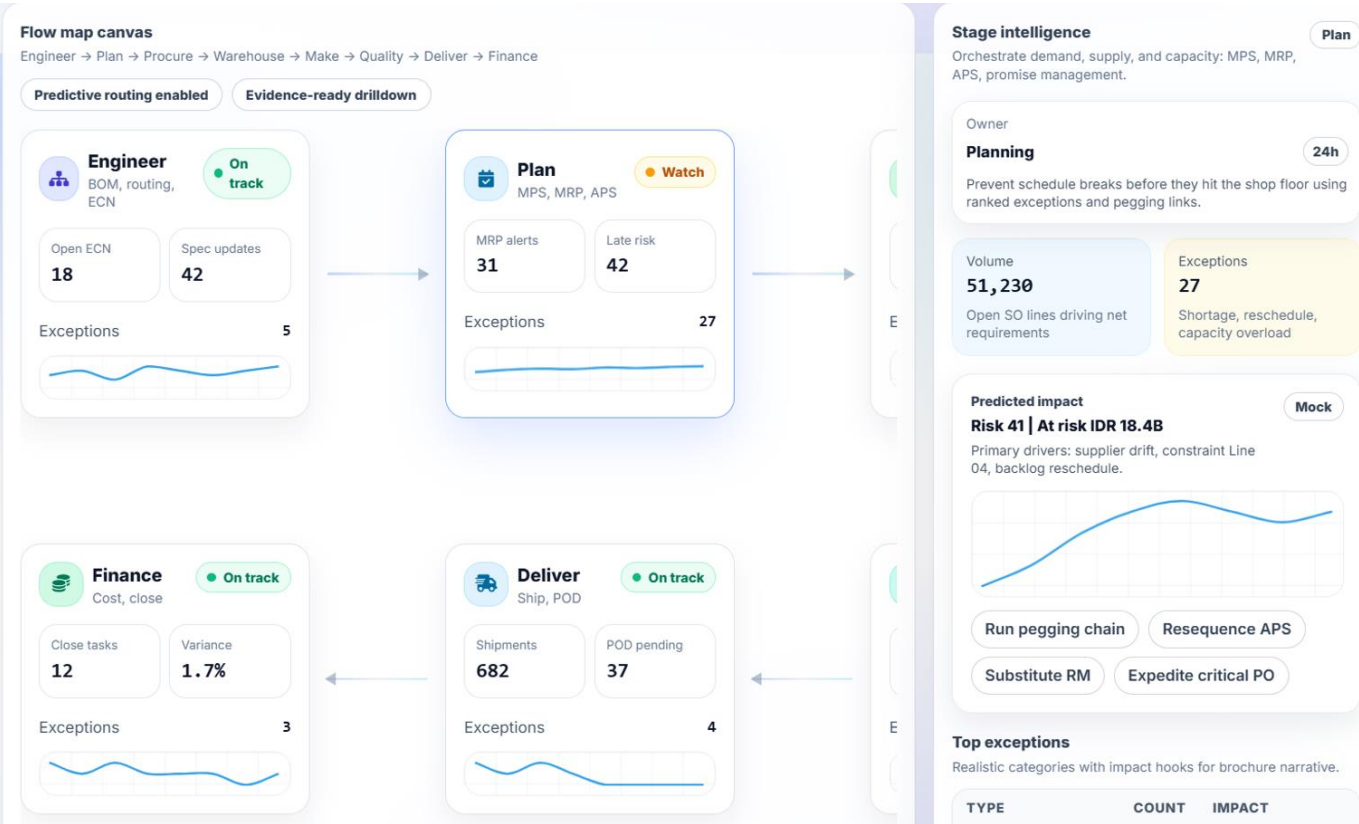 Flow map canvas
Engineer → Plan → Procure → Warehouse → Make → Quality → Deliver → Finance
Predictive routing enabled
Evidence-ready drilldown
Engineer
BOM, routing,
ECN
On
track
Open ECN
18
Spec updates
42
Exceptions
5
Plan
MPS, MRP, APS
Watch
MRP alerts
31
Late risk
42
Exceptions
27
E
Finance
Cost, close
On track
Close tasks
12
Variance
1.7%
Exceptions
3
Deliver
Ship, POD
On track
Shipments
682
POD pending
37
Exceptions
4
E
Stage intelligence
Plan
Orchestrate demand, supply, and capacity: MPS, MRP,
APS, promise management.
Owner
Planning
24h
Prevent schedule breaks before they hit the shop floor using
ranked exceptions and pegging links.
Volume
51,230
Open SO lines driving net
requirements
Exceptions
27
Shortage, reschedule,
capacity overload
Predicted impact
Mock
Risk 41 | At risk IDR 18.4B
Primary drivers: supplier drift, constraint Line
04, backlog reschedule.
Run pegging chain
Resequence APS
Substitute RM
Expedite critical PO
Top exceptions
Realistic categories with impact hooks for brochure narrative.
TYPE COUNT IMPACT